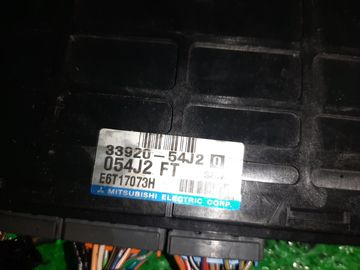 33920-54J2 D
054J2 FT
E6T17073H
MITSUBISHI ELECTRIC CORP.